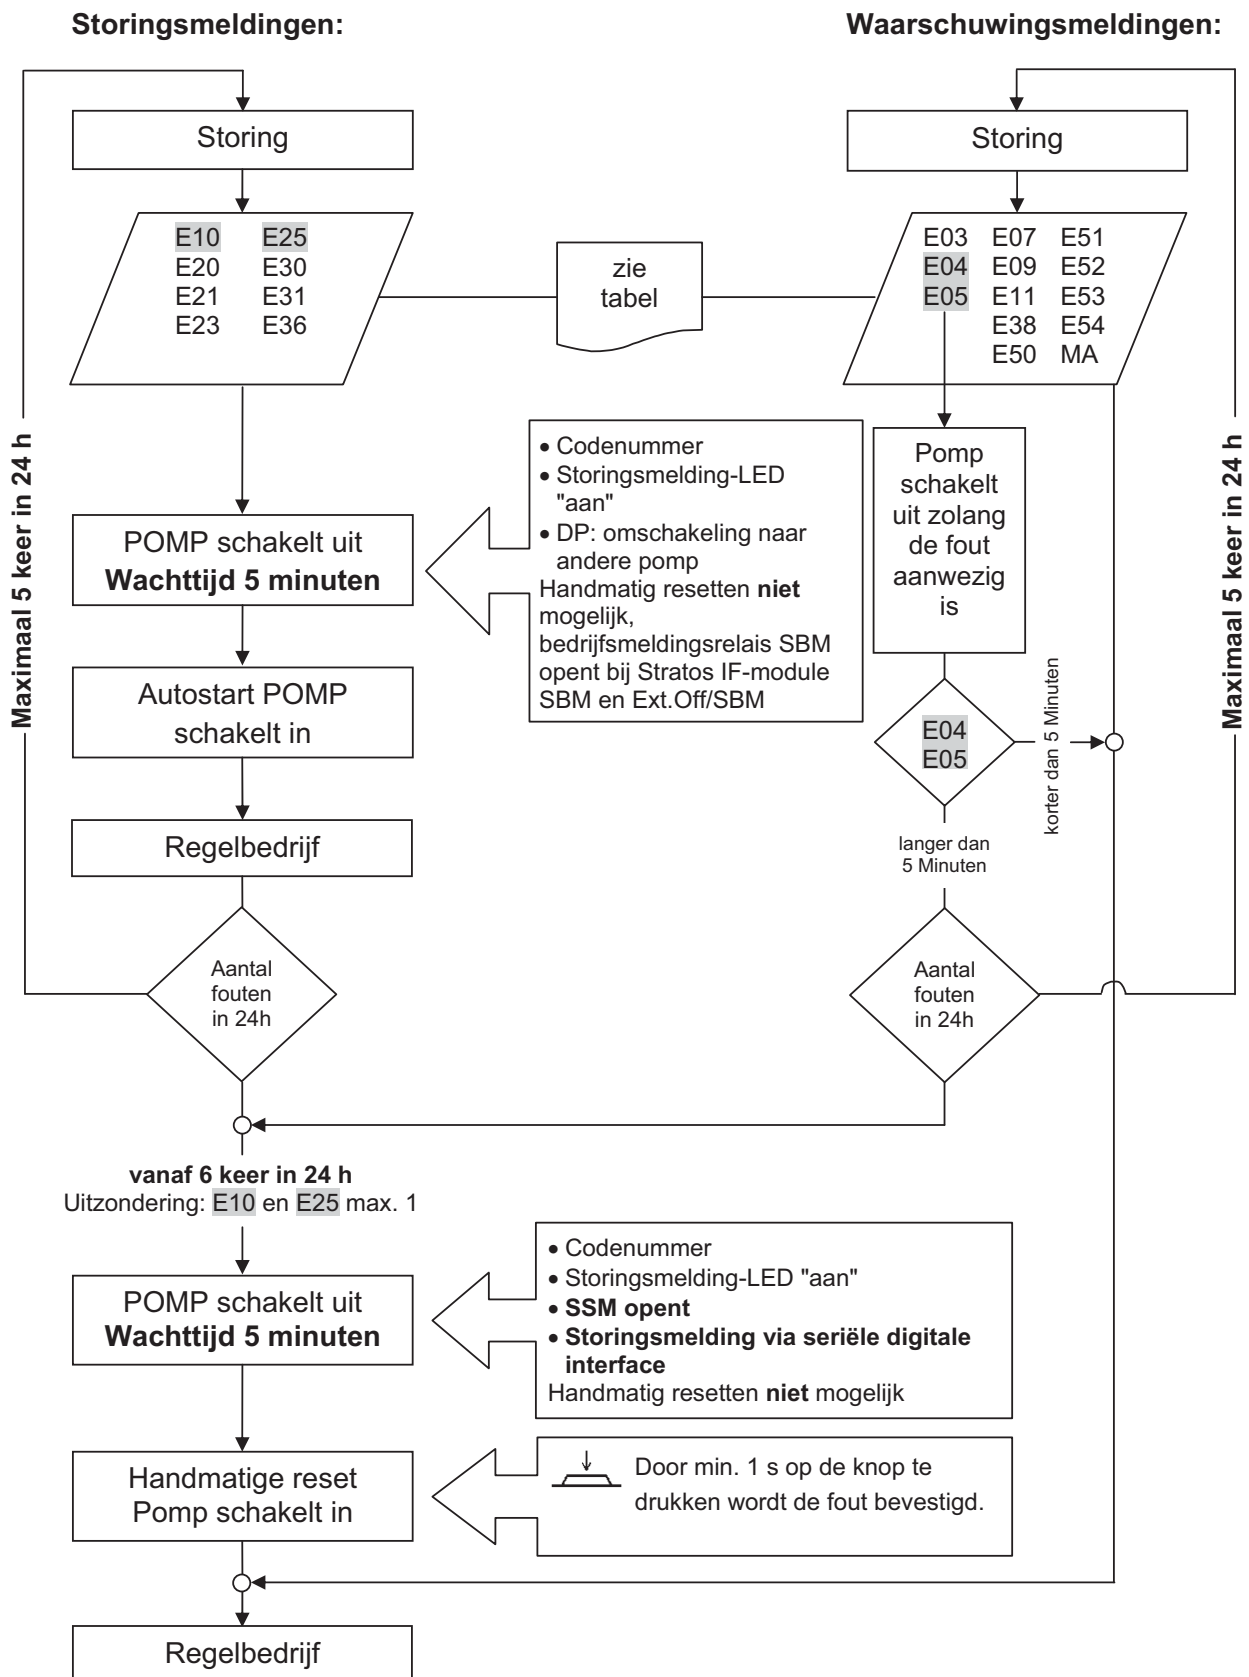 Storingsmeldingen:
Waarschuwingsmeldingen:
Storing
E10 E25
E20 E30
E21 E31
E23 E36
zie
tabel
Storing
E03 E07 E51
E04 E09 E52
E05 E11 E53
E38 E54
E50 MA
Maximaal 5 keer in 24 h
POMP schakelt uit
Wachttijd 5 minuten
• Codenummer
• Storingsmelding-LED
"aan"
• DP: omschakeling naar
andere pomp
Handmatig resetten niet
mogelijk,
bedrijfsmeldingsrelais SBM
opent bij Stratos IF-module
SBM en Ext.Off/SBM
Pomp
schakelt
uit zolang
de fout
aanwezig
is
Maximaal 5 keer in 24 h
Autostart POMP
schakelt in
E04
E05
korter dan 5 Minuten
langer dan
5 Minuten
Regelbedrijf
Aantal
fouten
in 24h
Aantal
fouten
in 24h
vanaf 6 keer in 24 h
Uitzondering: E10 en E25 max. 1
POMP schakelt uit
Wachttijd 5 minuten
• Codenummer
• Storingsmelding-LED "aan"
• SSM opent
• Storingsmelding via seriële digitale
interface
Handmatig resetten niet mogelijk
Handmatige reset
Pomp schakelt in
Door min. 1 s op de knop te
drukken wordt de fout bevestigd.
Regelbedrijf